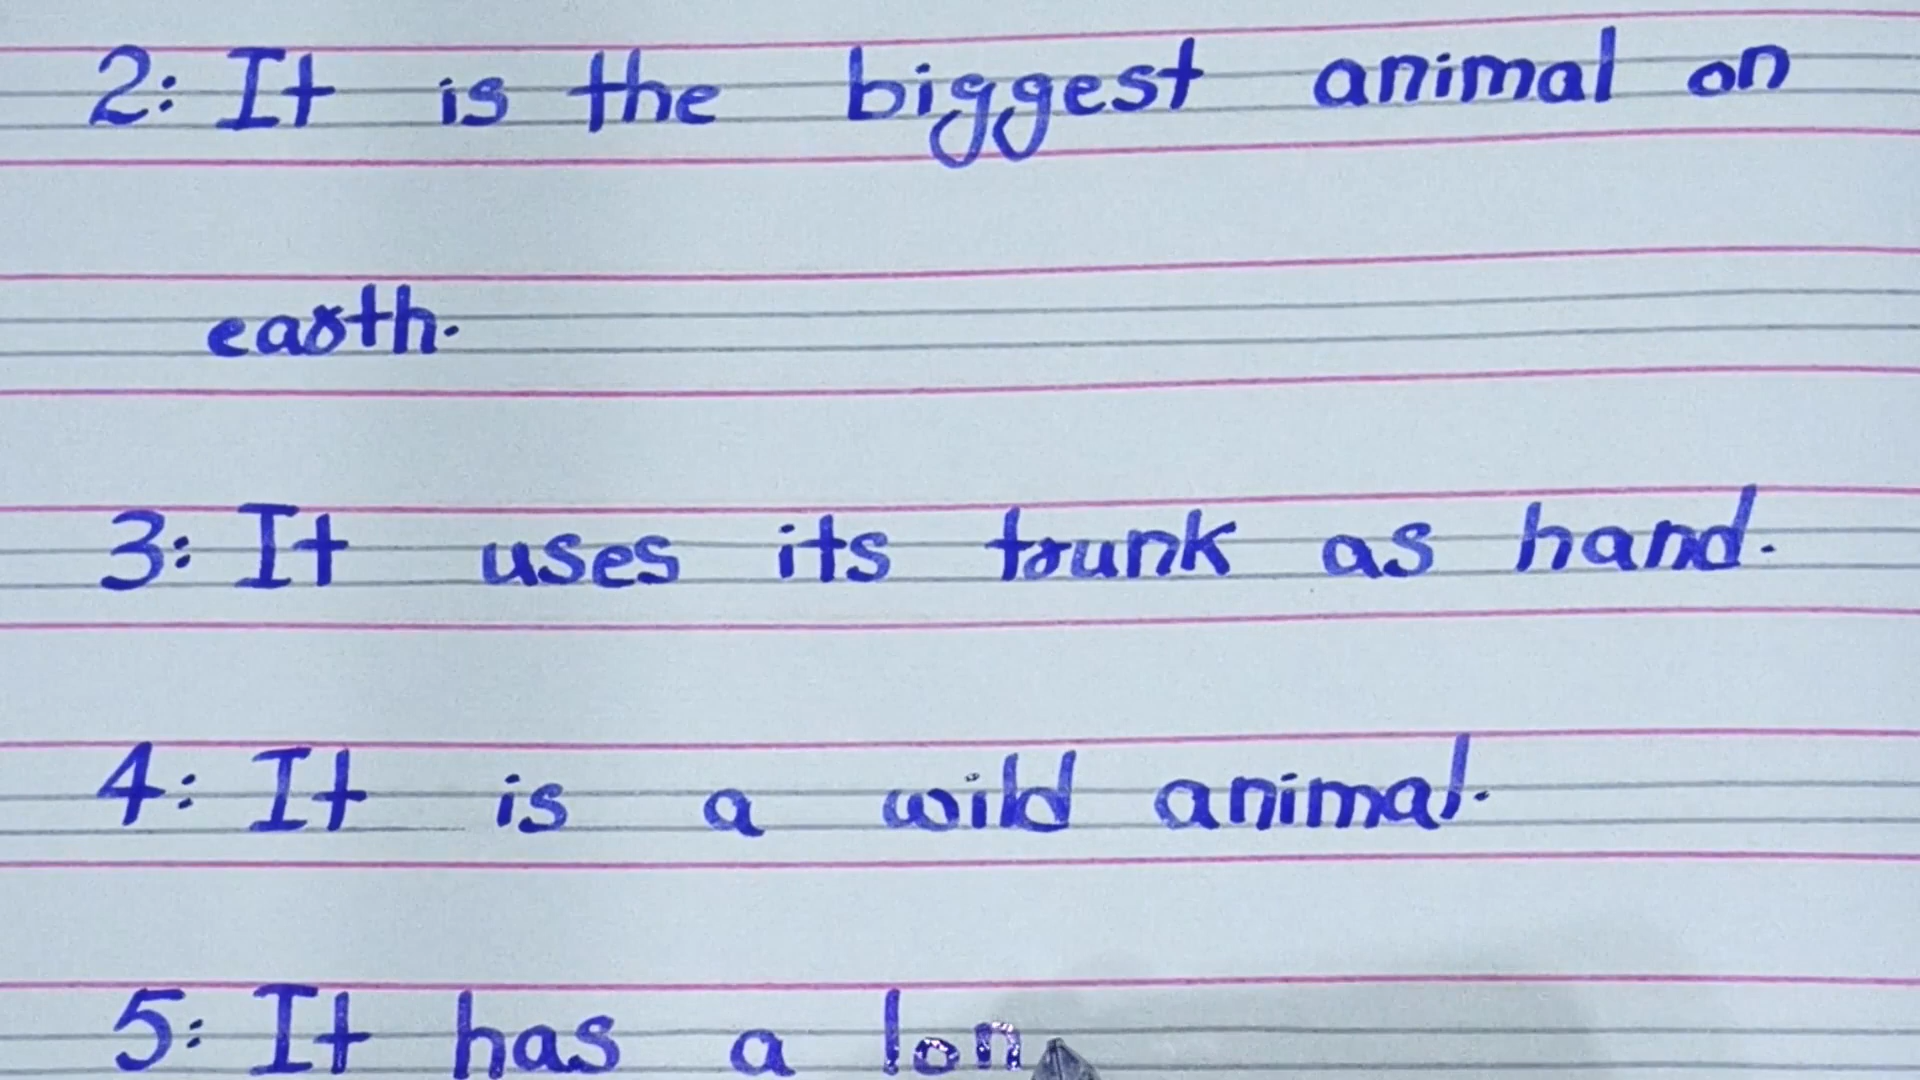 2: It is the biggest animal on
earth.
3: It uses its trunk as hand.
4: It is a wild animal.
5: It has a lon